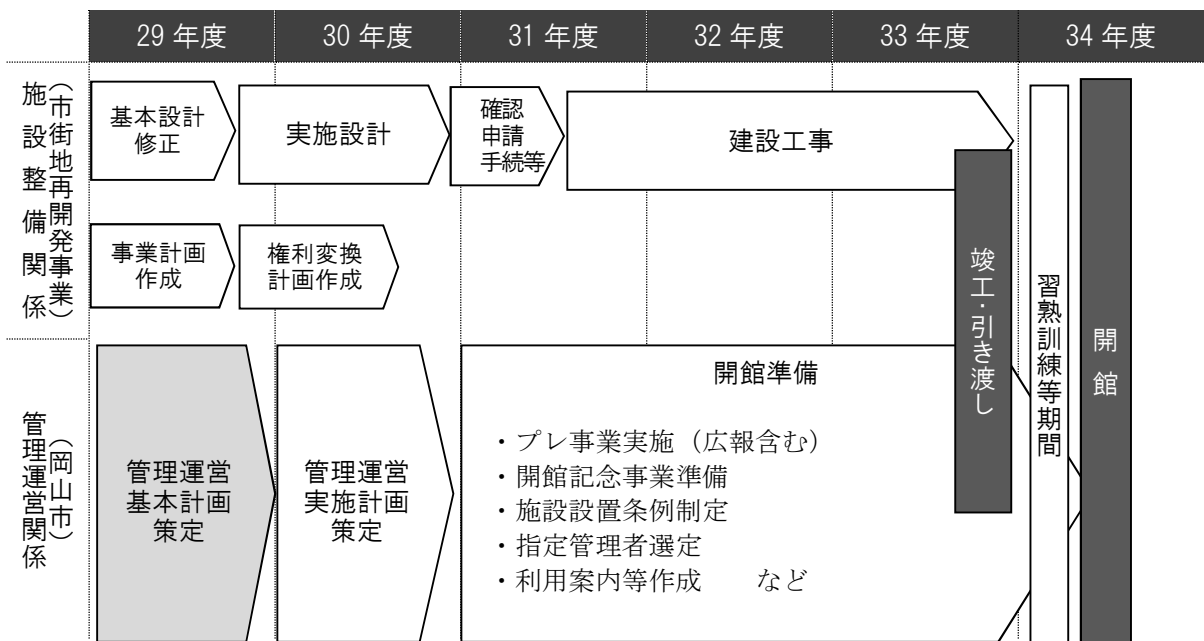 29 年度
30 年度
31 年度
32 年度
33 年度
34 年度
施設整備関係
（市街地再開発事業）
基本設計
修正
実施設計
確認
申請
手続等
建設工事
事業計画
作成
権利変換
計画作成
竣工・引き渡し
習熟訓練等期間
開館
管理運営関係
（岡山市）
管理運営
基本計画
策定
管理運営
実施計画
策定
開館準備
・プレ事業実施（広報含む）
・開館記念事業準備
・施設設置条例制定
・指定管理者選定
・利用案内等作成　　など